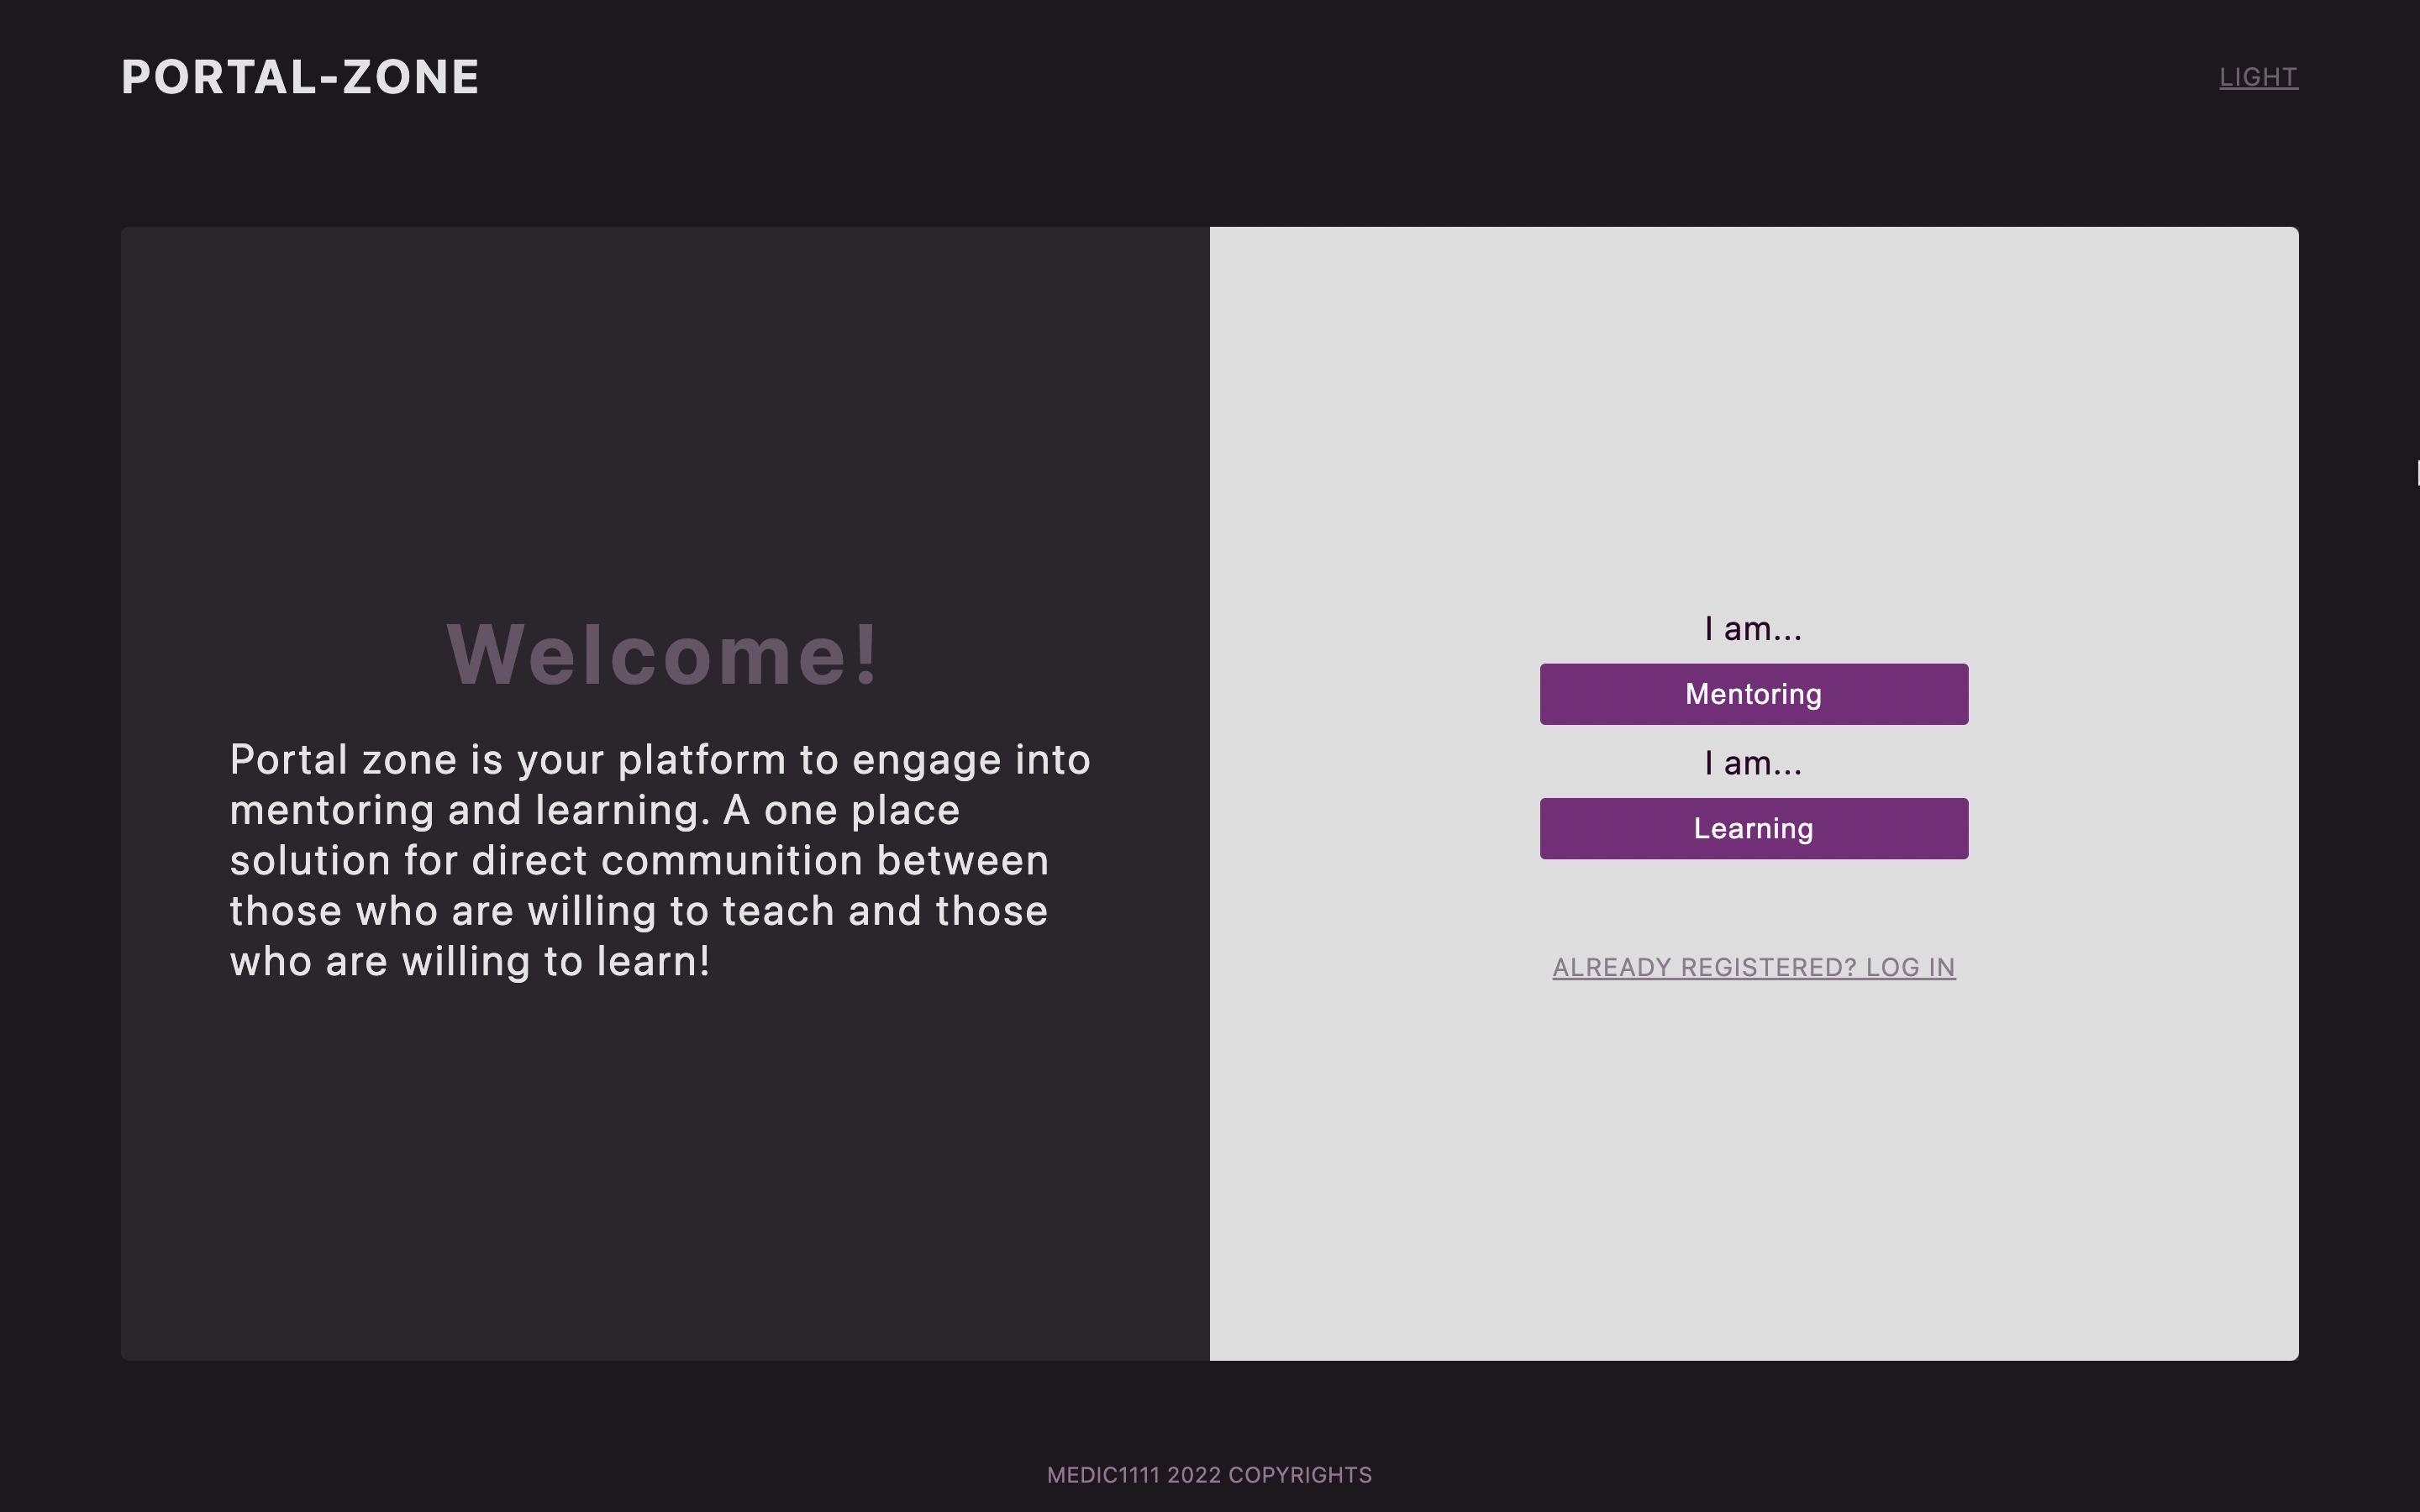 PORTAL-ZONE
LIGHT
Welcome!
Portal zone is your platform to engage into
mentoring and learning. A one place
solution for direct communition between
those who are willing to teach and those
who are willing to learn!
I am...
Mentoring
I am...
Learning
ALREADY REGISTERED? LOG IN
MEDIC1111 2022 COPYRIGHTS